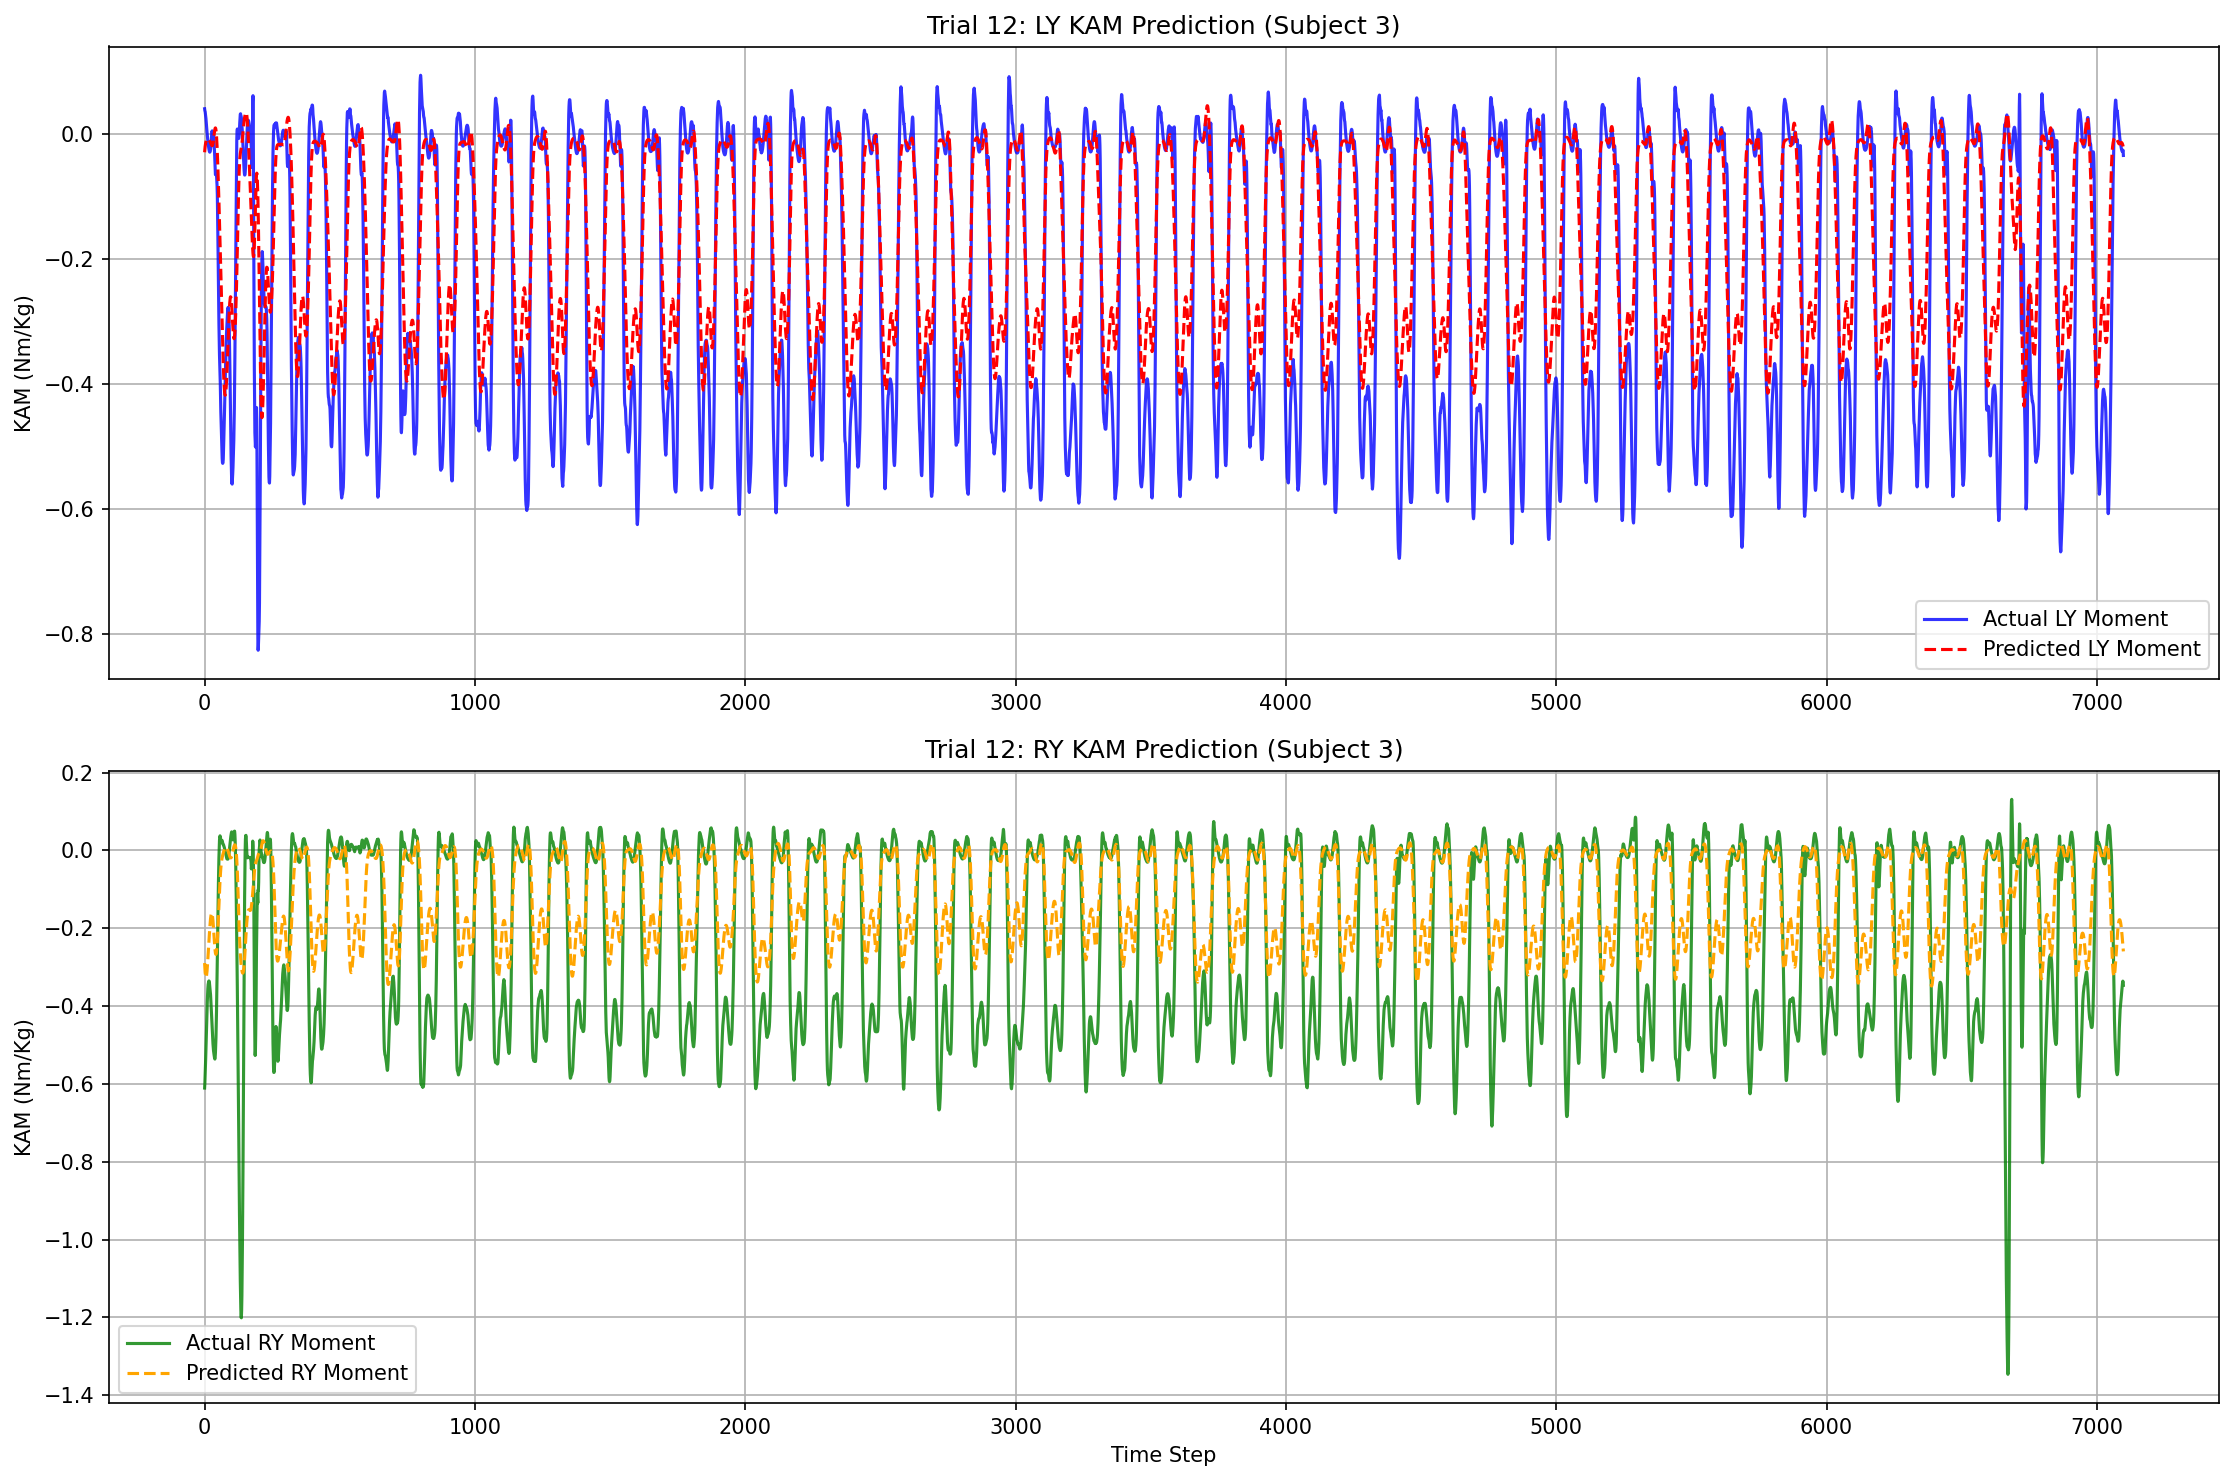 Trial 12: LY KAM Prediction (Subject 3)
KAM (Nm/Kg)
0.0
−0.2
−0.4
−0.6
−0.8
Actual LY Moment
Predicted LY Moment
0 1000 2000 3000 4000 5000 6000 7000
Trial 12: RY KAM Prediction (Subject 3)
KAM (Nm/Kg)
0.2
0.0
−0.2
−0.4
−0.6
−0.8
−1.0
−1.2
−1.4
Actual RY Moment
Predicted RY Moment
0 1000 2000 3000 4000 5000 6000 7000
Time Step